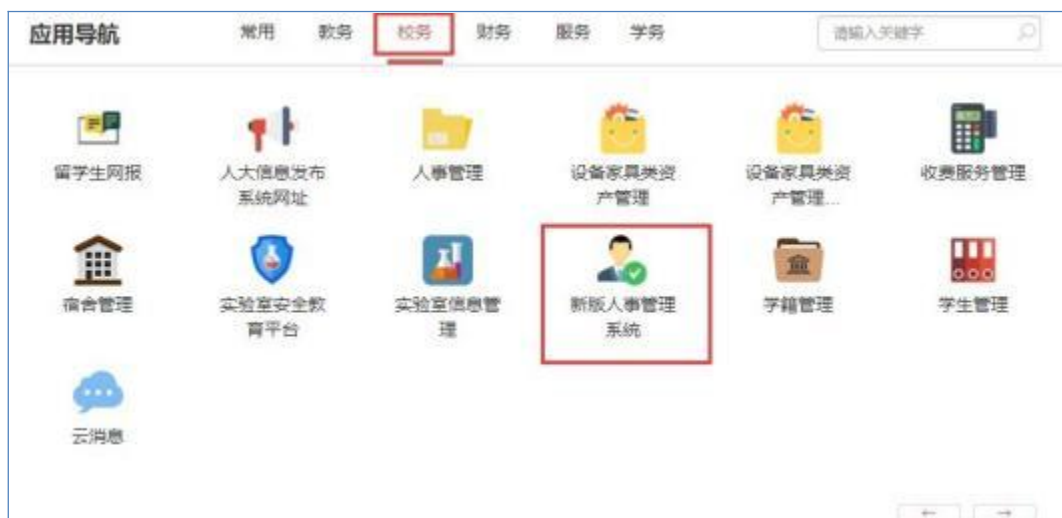 应用导航
常用 教务 校务 财务 服务 学务
请输入关键字
留学生网报
人大信息发布
系统网址
人事管理
设备家具类资
产管理
设备家具类资
产管理...
收费服务管理
宿舍管理
实验室安全教
育平台
实验室信息管
理
新版人事管理
系统
学籍管理
学生管理
云消息
← →